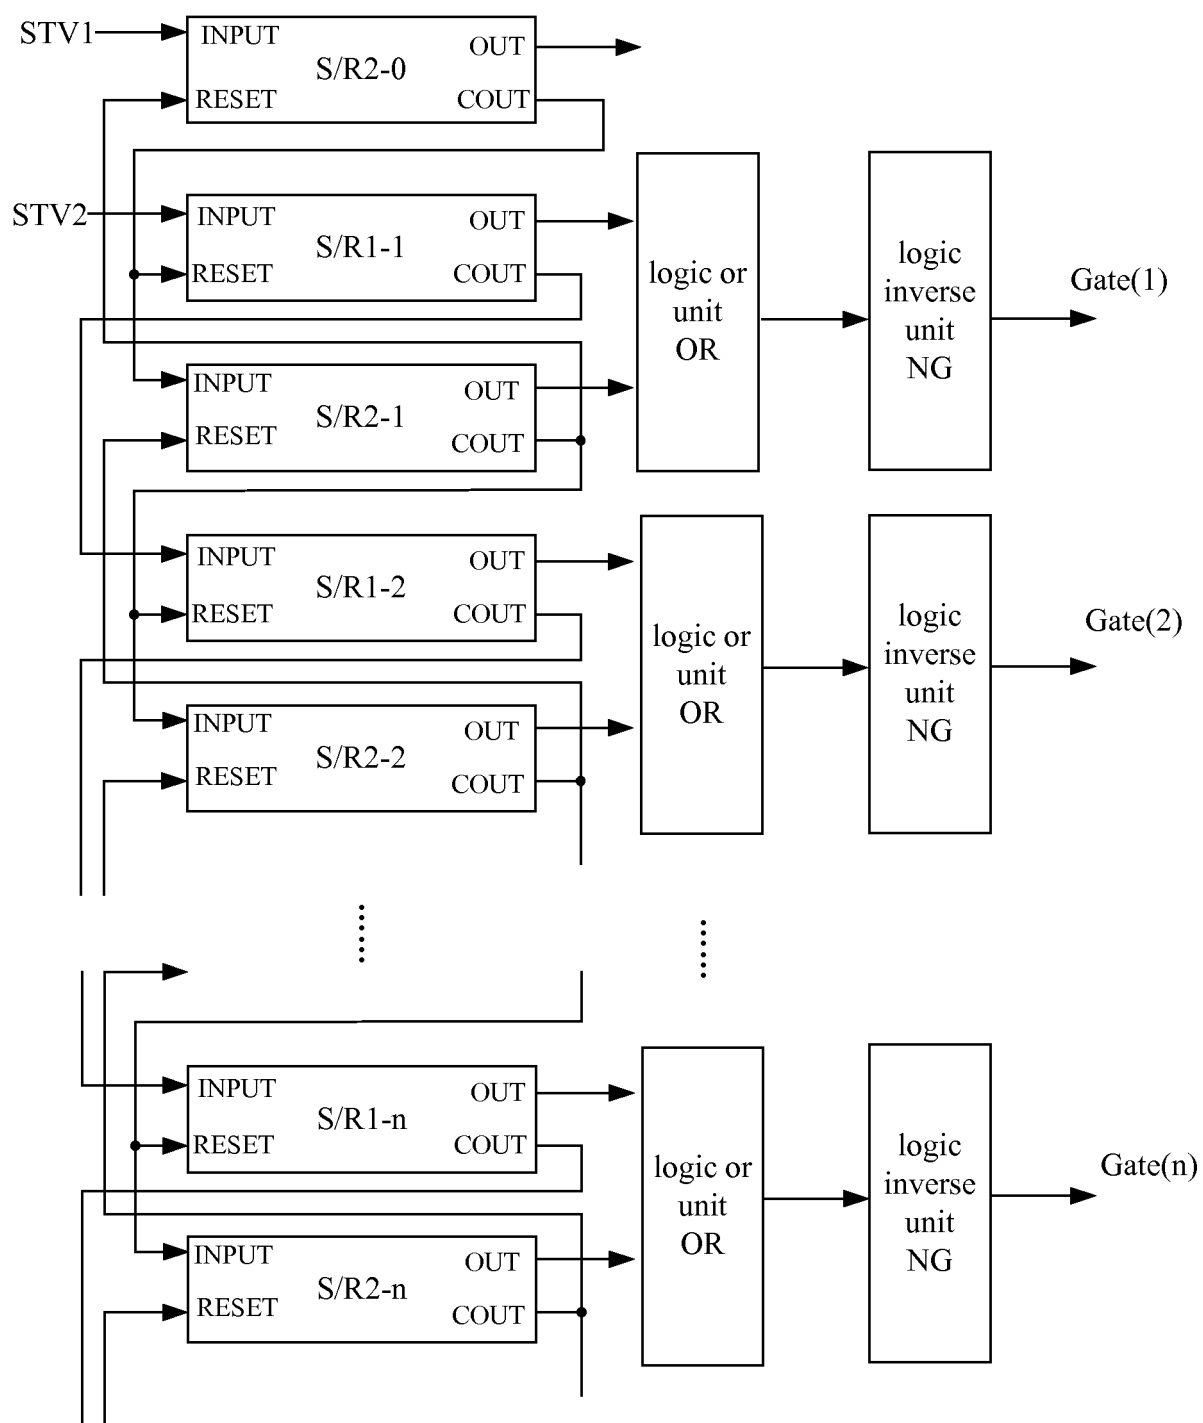 STV1
INPUT
OUT
S/R2-0
RESET
COUT
STV2
INPUT
OUT
S/R1-1
RESET
COUT
logic or
unit
OR
logic
inverse
unit
NG
Gate(1)
INPUT
OUT
S/R2-1
RESET
COUT
INPUT
OUT
S/R1-2
RESET
COUT
logic or
unit
OR
logic
inverse
unit
NG
Gate(2)
INPUT
OUT
S/R2-2
RESET
COUT
INPUT
OUT
S/R1-n
RESET
COUT
logic or
unit
OR
logic
inverse
unit
NG
Gate(n)
INPUT
OUT
S/R2-n
RESET
COUT